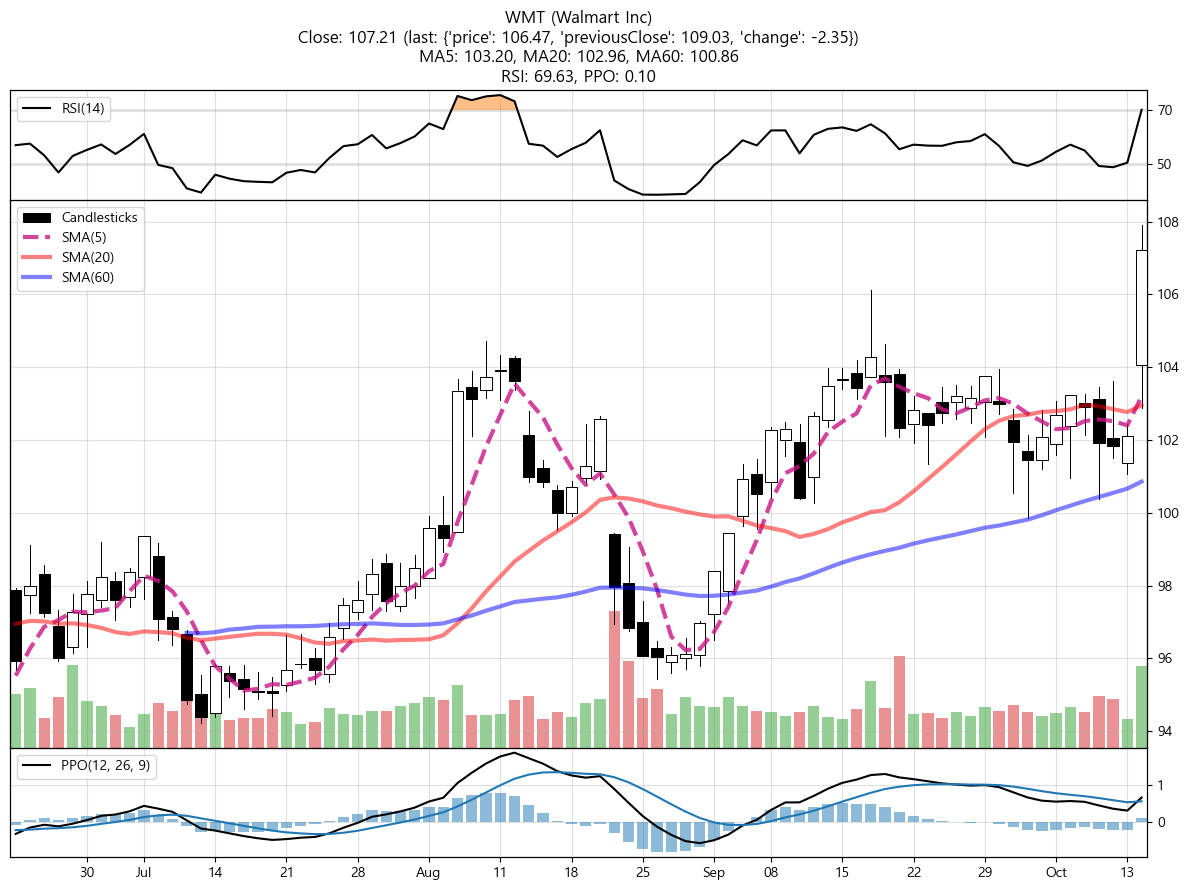 WMT (Walmart Inc)
Close: 107.21 (last: {'price': 106.47, 'previousClose': 109.03, 'change': -2.35})
MA5: 103.20, MA20: 102.96, MA60: 100.86
RSI: 69.63, PPO: 0.10
RSI(14)
70
50
Candlesticks
SMA(5)
SMA(20)
SMA(60)
108
106
104
102
100
98
96
94
PPO(12, 26, 9)
1
0
30 Jul 14 21 28 Aug 11 18 25 Sep 08 15 22 29 Oct 13